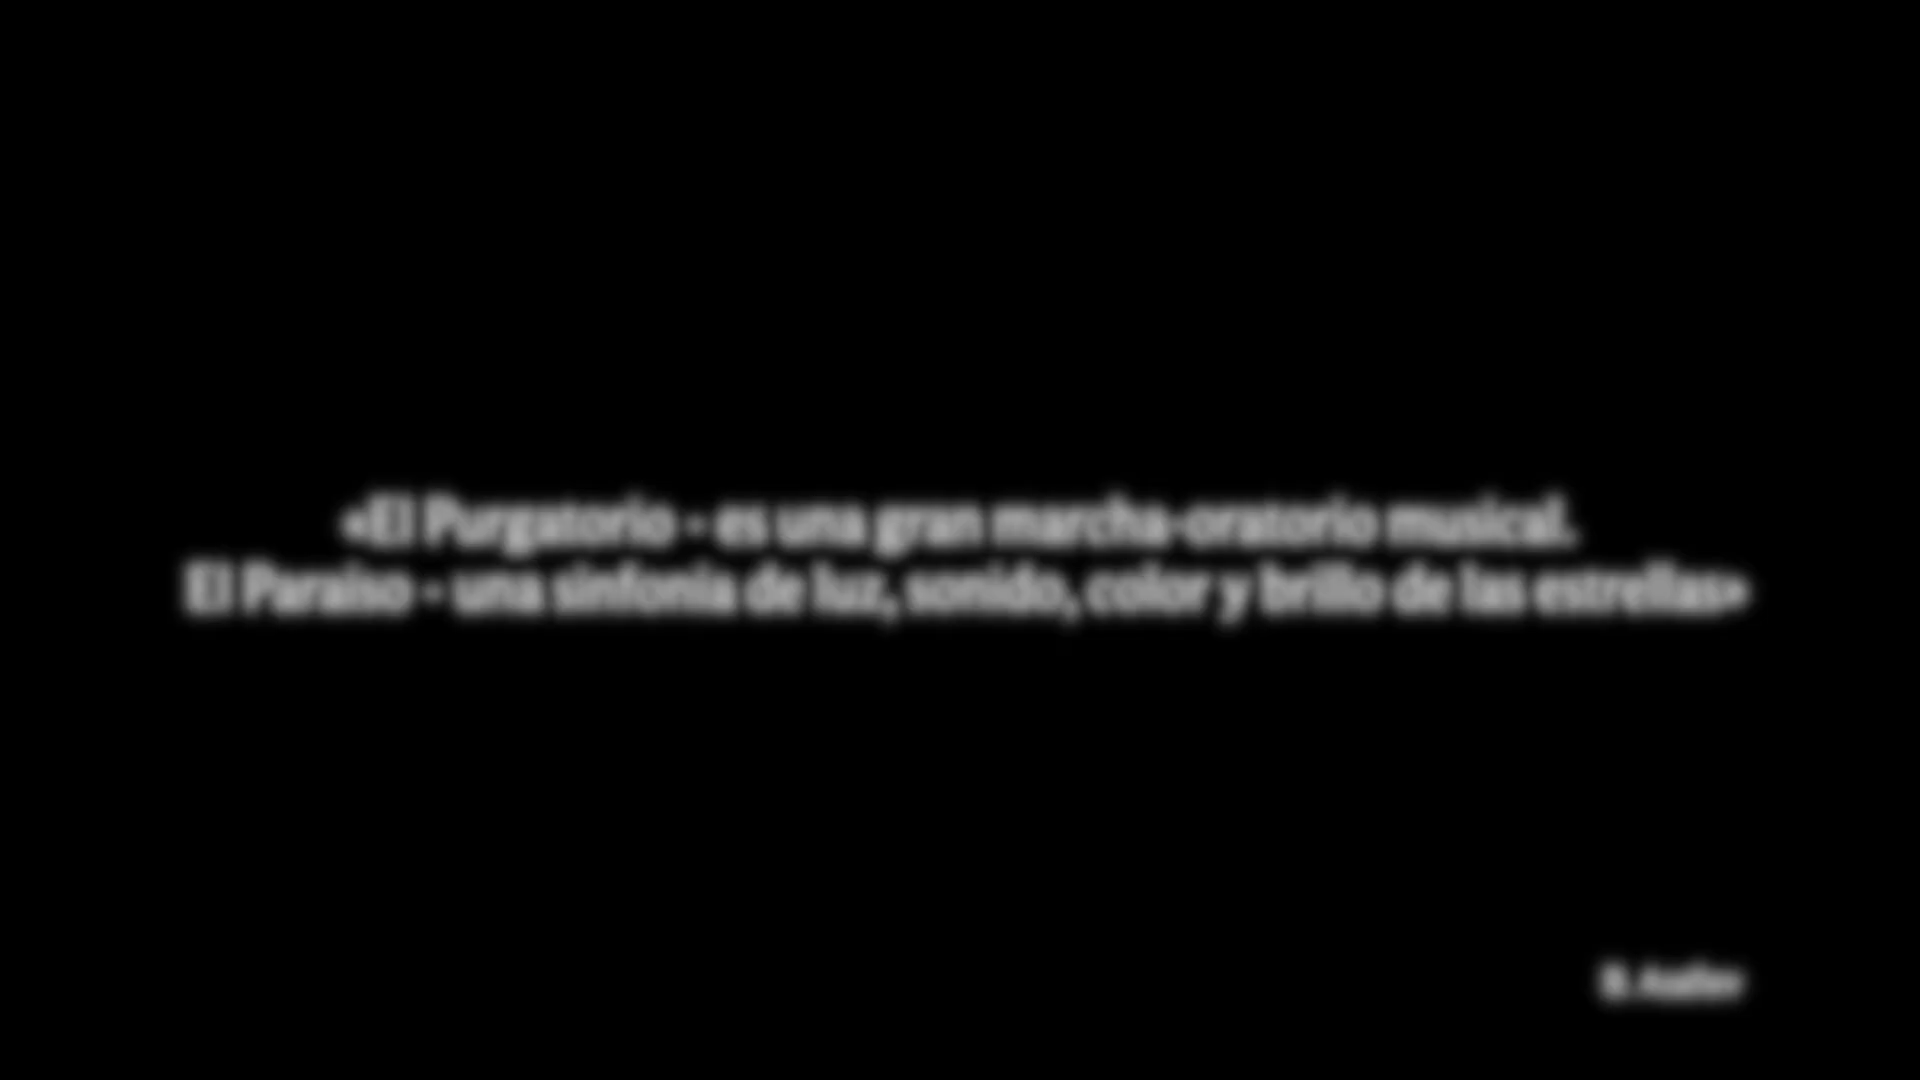 «El Purgatorio - es una gran marcha-oratorio musical.
El Paraiso - una sinfonia de luz, sonido, color y brillo de las estrellas»
B. Asafiev